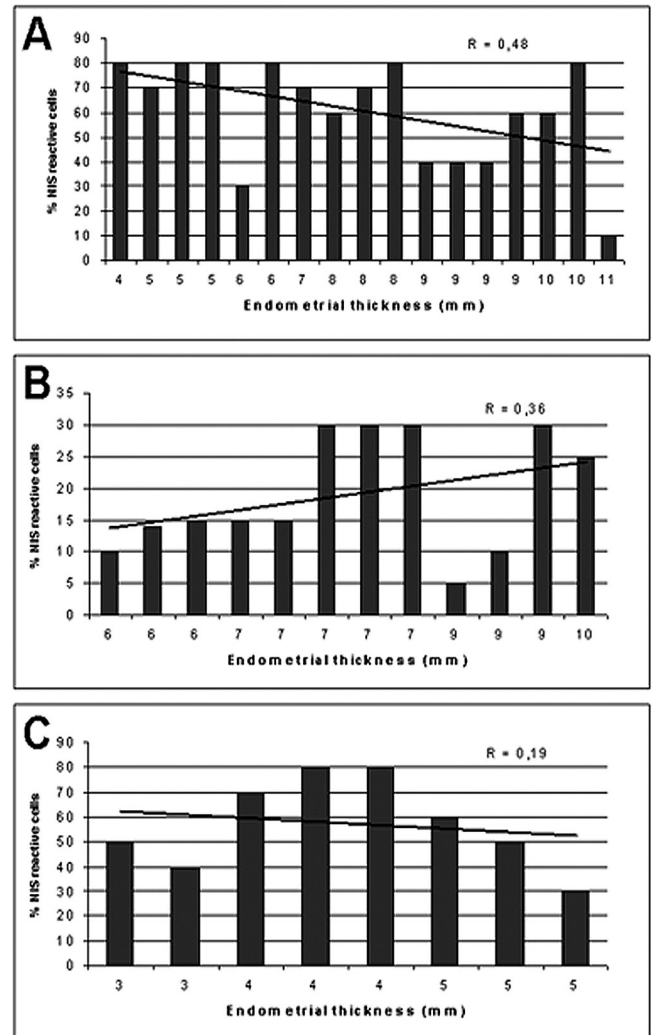 A
R = 0,48
% NIS reactive cells
90
80
70
60
50
40
30
20
10
0
4 5 5 5 6 6 7 8 8 8 9 9 9 9 10 10 11
Endometrial thickness (mm)
B
R = 0,36
% NIS reactive cells
35
30
25
20
15
10
5
0
6 6 6 7 7 7 7 7 9 9 9 10
Endometrial thickness (mm)
C
R = 0,19
% NIS reactive cells
90
80
70
60
50
40
30
20
10
0
3 3 4 4 4 5 5 5
Endometrial thickness (mm)